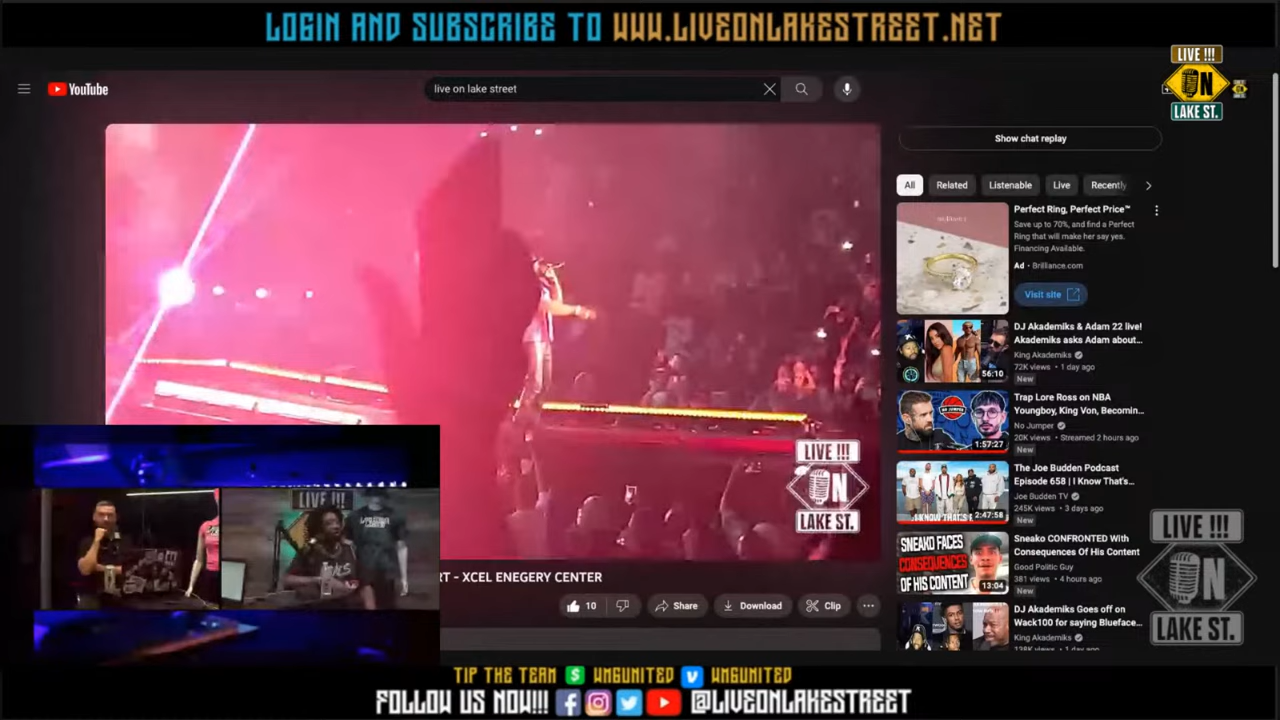 LOGIN AND SUBSCRIBE TO WWW.LIVEONLAKESTREET.NET
LIVE !!!
ON
LAKE ST.
YouTube
live on lake street
Show chat replay
All
Related
Listenable
Live
Recently
Perfect Ring, Perfect Price™
Save up to 70%, and find a Perfect
Ring that will make her say yes.
Financing Available.
Ad · Brilliance.com
Visit site
DJ Akademiks & Adam 22 live!
Akademiks asks Adam about...
King Akademiks
72K views • 1 day ago
New
56:10
Trap Lore Ross on NBA
Youngboy, King Von, Becomin...
No Jumper
20K views • Streamed 2 hours ago
New
1:57:27
The Joe Budden Podcast
Episode 658 | I Know That's...
Joe Budden TV
245K views • 3 days ago
New
2:47:58
SNEAKO FACES
CONSEQUENCES
OF HIS CONTENT
13:04
Sneako CONFRONTED With
Consequences Of His Content
Good Politic Guy
381 views • 4 hours ago
New
DJ Akademiks Goes off on
Wack100 for saying Blueface...
King Akademiks
LIVE !!!
ON
LAKE ST.
LIVE !!!
ON
LAKE ST.
LIVE !!!
RT - XCEL ENEGERY CENTER
10
Share
Download
Clip
TIP THE TEAM UMGUNITED UMGUNITED
FOLLOW US NOW!!! @LIVEONLAKESTREET